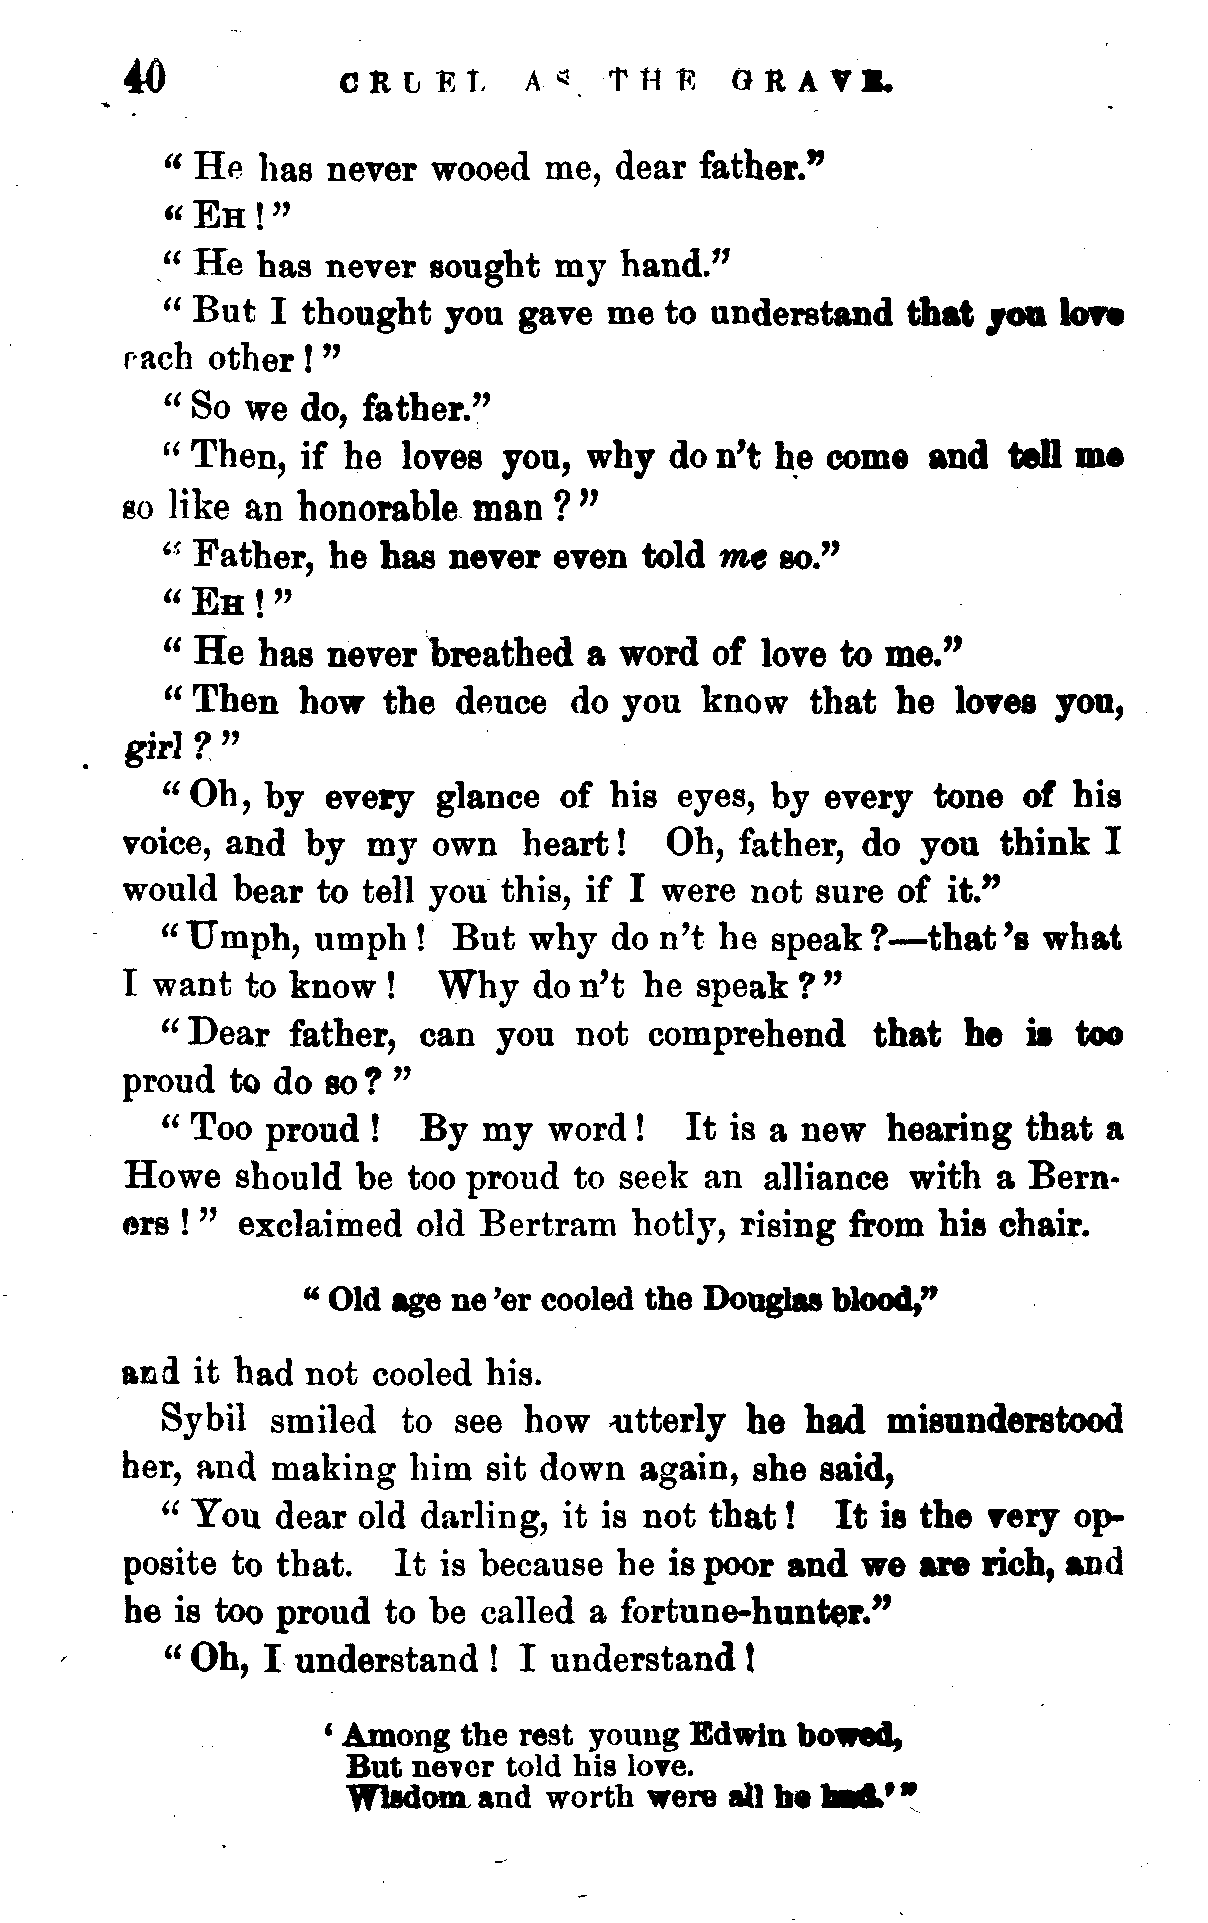 40 CRUEL AS THE GRAVE.
" He has never wooed me, dear father."
" EH ! "
" He has never sought my hand."
" But I thought you gave me to understand that you love
each other ! "
" So we do, father."
" Then, if he loves you, why do n't he come and tell me
so like an honorable man ? "
" Father, he has never even told me so."
" EH ! "
" He has never breathed a word of love to me."
" Then how the deuce do you know that he loves you,
girl ? "
" Oh, by every glance of his eyes, by every tone of his
voice, and by my own heart ! Oh, father, do you think I
would bear to tell you this, if I were not sure of it."
" Umph, umph ! But why do n't he speak ?—that 's what
I want to know ! Why do n't he speak ? "
" Dear father, can you not comprehend that he is too
proud to do so ? "
" Too proud ! By my word ! It is a new hearing that a
Howe should be too proud to seek an alliance with a Bern-
ers ! " exclaimed old Bertram hotly, rising from his chair.
" Old age ne 'er cooled the Douglas blood,"
and it had not cooled his.
Sybil smiled to see how utterly he had misunderstood
her, and making him sit down again, she said,
" You dear old darling, it is not that ! It is the very op-
posite to that. It is because he is poor and we are rich, and
he is too proud to be called a fortune-hunter."
" Oh, I understand ! I understand !
' Among the rest young Edwin bowed,
But never told his love.
Wisdom and worth were all he had.' "